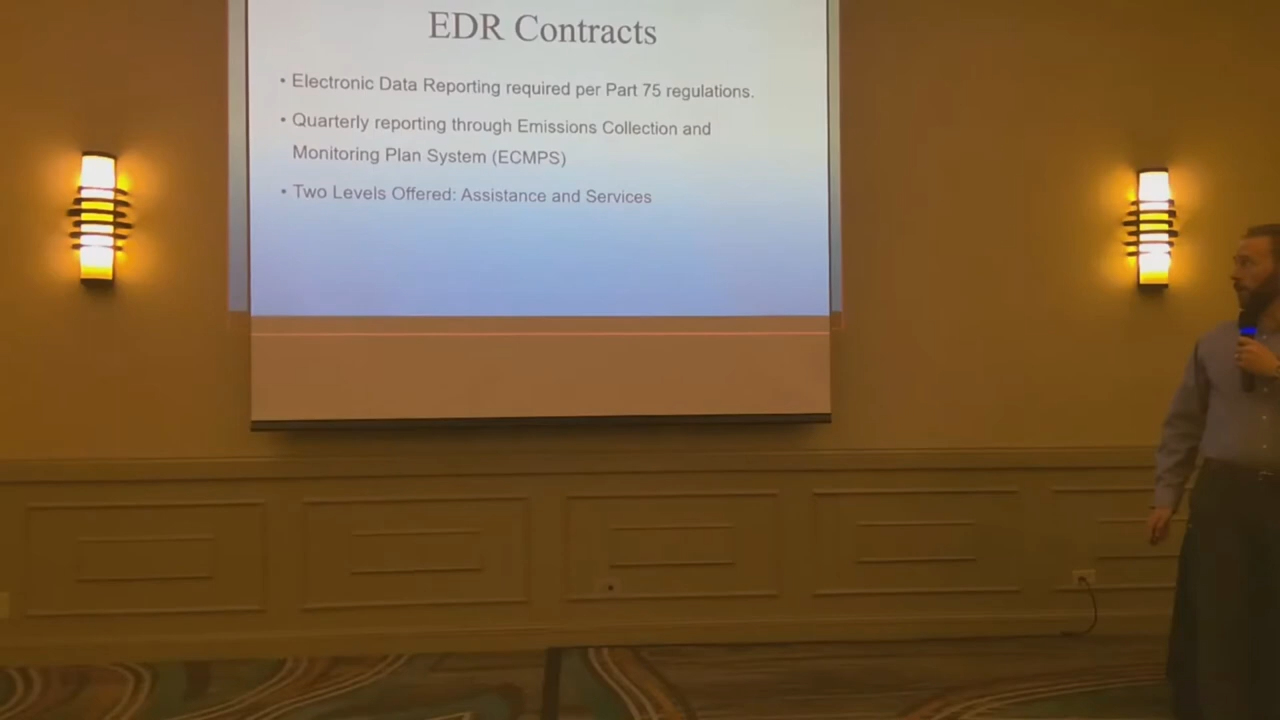 EDR Contracts
• Electronic Data Reporting required per Part 75 regulations.
• Quarterly reporting through Emissions Collection and
Monitoring Plan System (ECMPS)
• Two Levels Offered: Assistance and Services